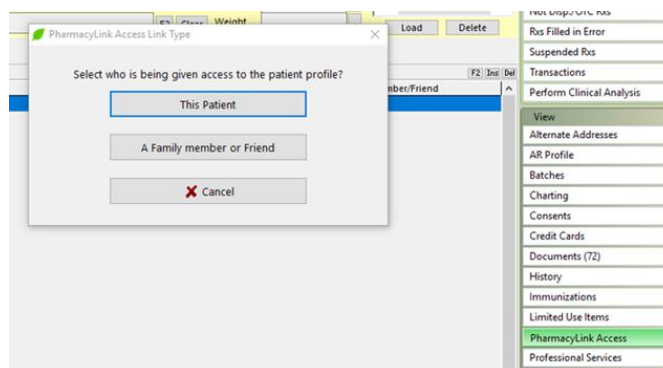 PharmacyLink Access Link Type
Select who is being given access to the patient profile?
This Patient
A Family member or Friend
Cancel
F2 Clear Weight
Load Delete
F2 Ins Del
mber/Friend
Not Disp./OTC Rxs
Rxs Filled in Error
Suspended Rxs
Transactions
Perform Clinical Analysis
View
Alternate Addresses
AR Profile
Batches
Charting
Consents
Credit Cards
Documents (72)
History
Immunizations
Limited Use Items
PharmacyLink Access
Professional Services